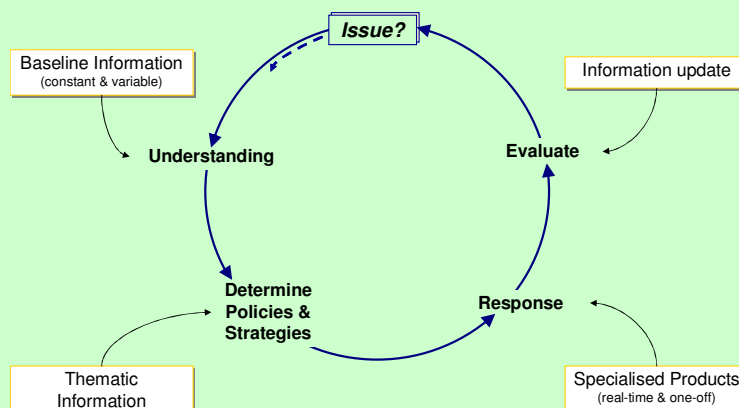 Issue?
Baseline Information
(constant & variable)
Information update
Understanding
Evaluate
Determine
Policies &
Strategies
Response
Thematic
Information
Specialised Products
(real-time & one-off)